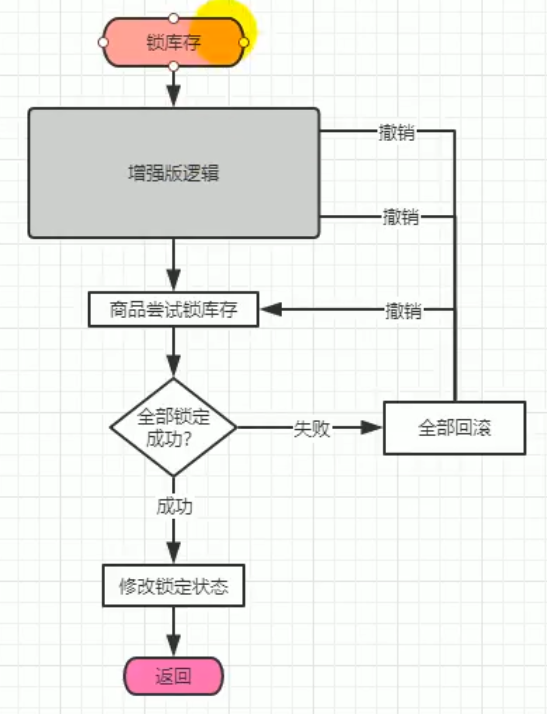 锁库存
撤销
增强版逻辑
撤销
商品尝试锁库存
撤销
全部锁定
成功?
失败
全部回滚
成功
修改锁定状态
返回